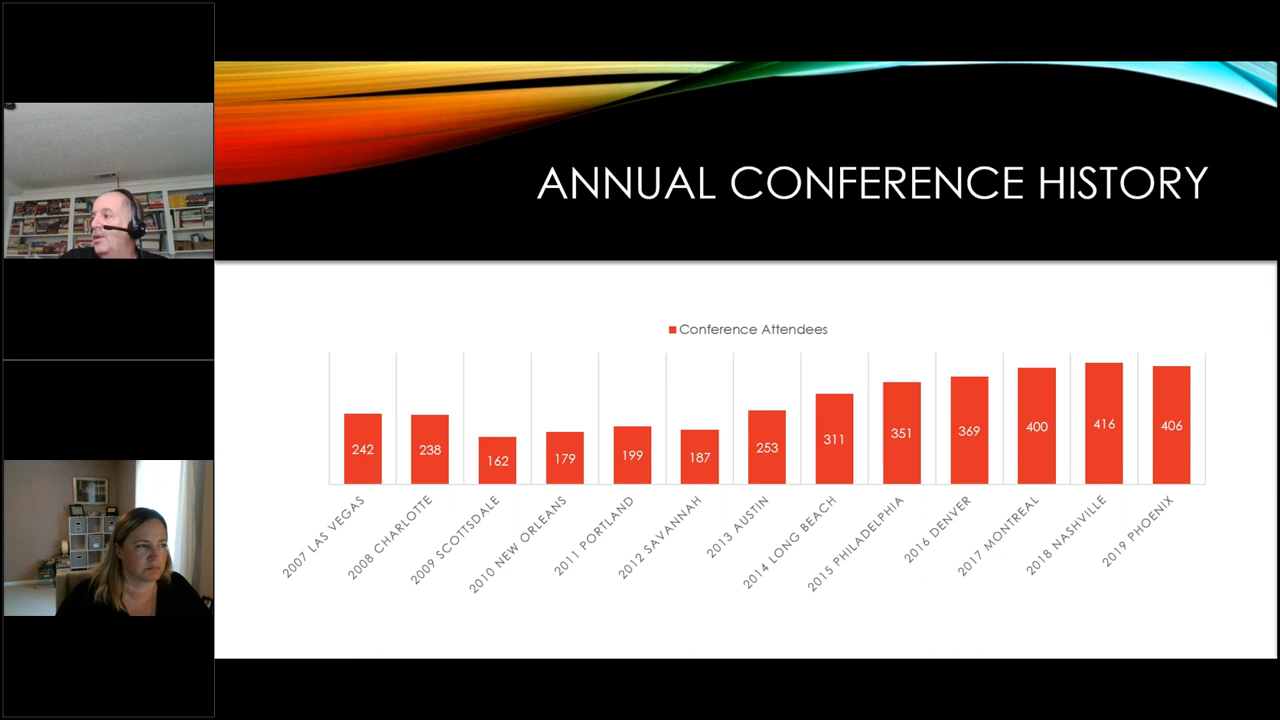 ANNUAL CONFERENCE HISTORY
Conference Attendees
242
238
162
179
199
187
253
311
351
369
400
416
406
2007 LAS VEGAS
2008 CHARLOTTE
2009 SCOTTSDALE
2010 NEW ORLEANS
2011 PORTLAND
2012 SAVANNAH
2013 AUSTIN
2014 LONG BEACH
2015 PHILADELPHIA
2016 DENVER
2017 MONTREAL
2018 NASHVILLE
2019 PHOENIX